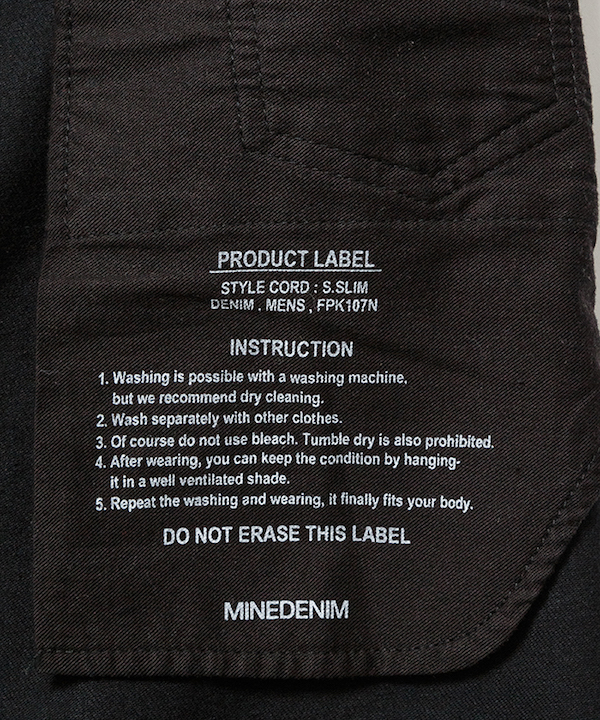 PRODUCT LABEL
STYLE CORD : S.SLIM
DENIM . MENS , FPK107N
INSTRUCTION
1. Washing is possible with a washing machine,
but we recommend dry cleaning.
2. Wash separately with other clothes.
3. Of course do not use bleach. Tumble dry is also prohibited.
4. After wearing, you can keep the condition by hanging-
it in a well ventilated shade.
5. Repeat the washing and wearing, it finally fits your body.
DO NOT ERASE THIS LABEL
MINEDENIM